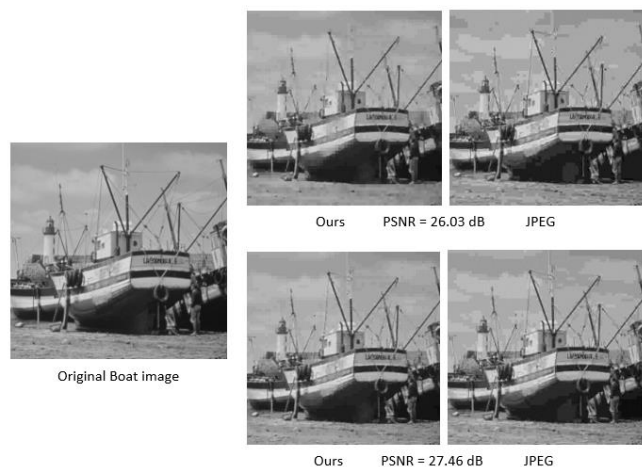 Ours PSNR = 26.03 dB JPEG
Original Boat image
Ours PSNR = 27.46 dB JPEG